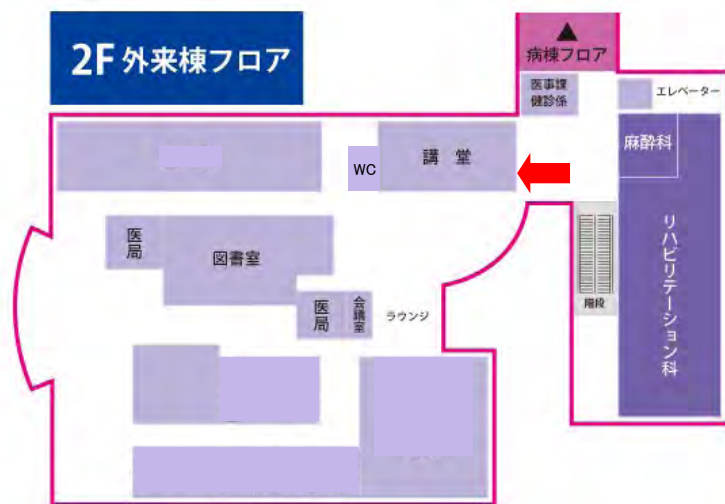 2F 外来棟フロア
▲
病棟フロア
医事課
健診係
エレベーター
麻酔科
WC
講 堂
医局
図書室
リハビリテーション科
医局
会議室
ラウンジ
階段